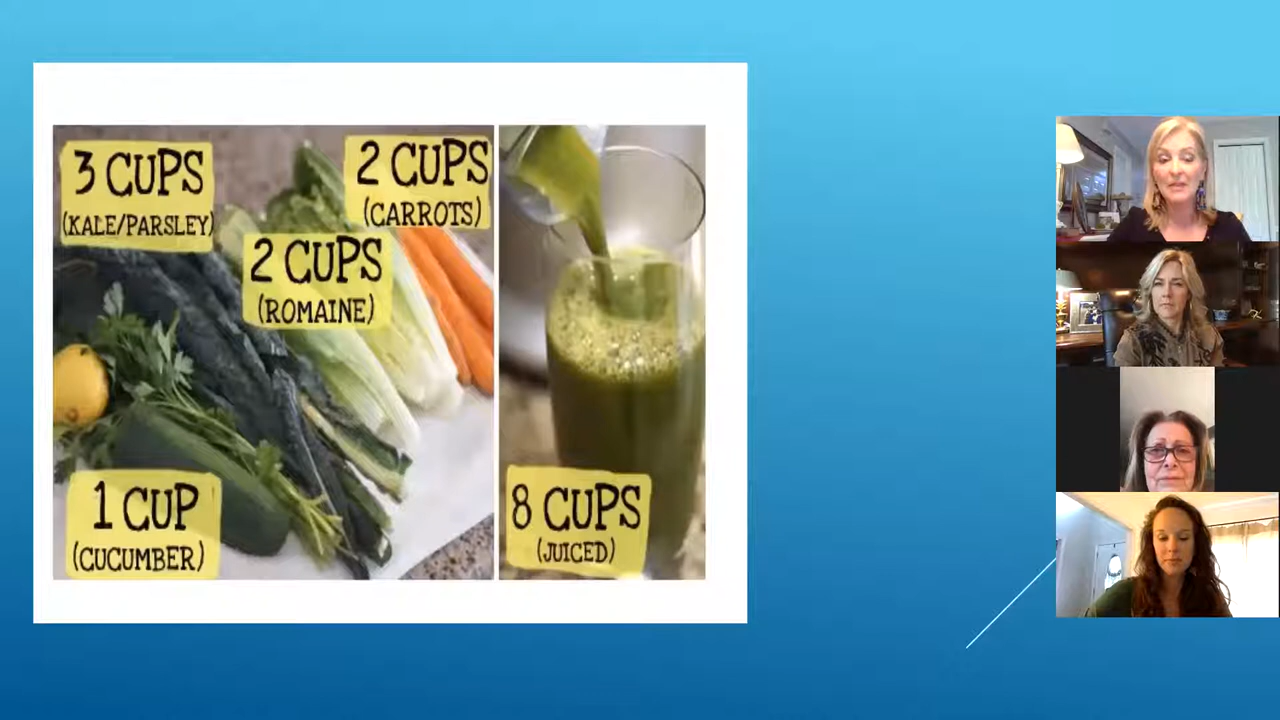 3 CUPS
(KALE/PARSLEY)
2 CUPS
(CARROTS)
2 CUPS
(ROMAINE)
1 CUP
(CUCUMBER)
8 CUPS
(JUICED)